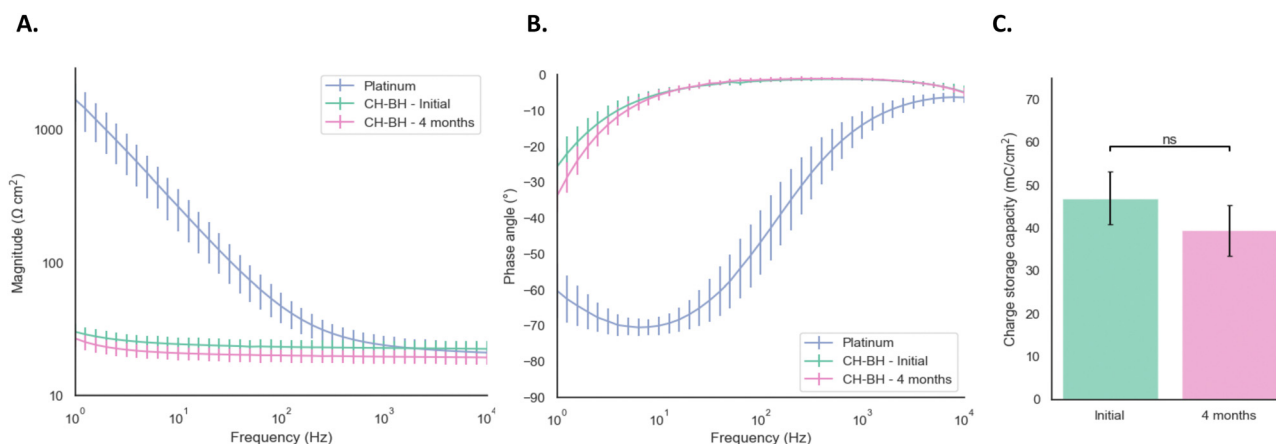 A.
B.
C.
Magnitude (Ω cm²)
1000
100
10
Platinum
CH-BH - Initial
CH-BH - 4 months
10⁰
10¹
10²
10³
10⁴
Frequency (Hz)
Phase angle (°)
0
−10
−20
−30
−40
−50
−60
−70
−80
−90
Platinum
CH-BH - Initial
CH-BH - 4 months
10⁰
10¹
10²
10³
10⁴
Frequency (Hz)
Charge storage capacity (mC/cm²)
70
60
50
40
30
20
10
0
ns
Initial
4 months